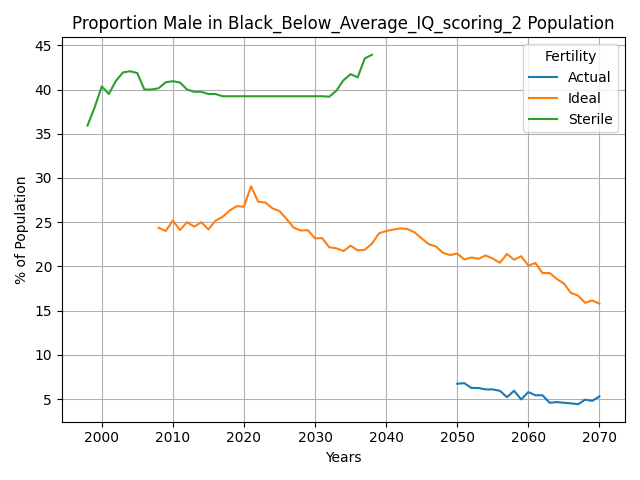 Proportion Male in Black_Below_Average_IQ_scoring_2 Population
Fertility
Actual
Ideal
Sterile
% of Population
45
40
35
30
25
20
15
10
5
2000 2010 2020 2030 2040 2050 2060 2070
Years